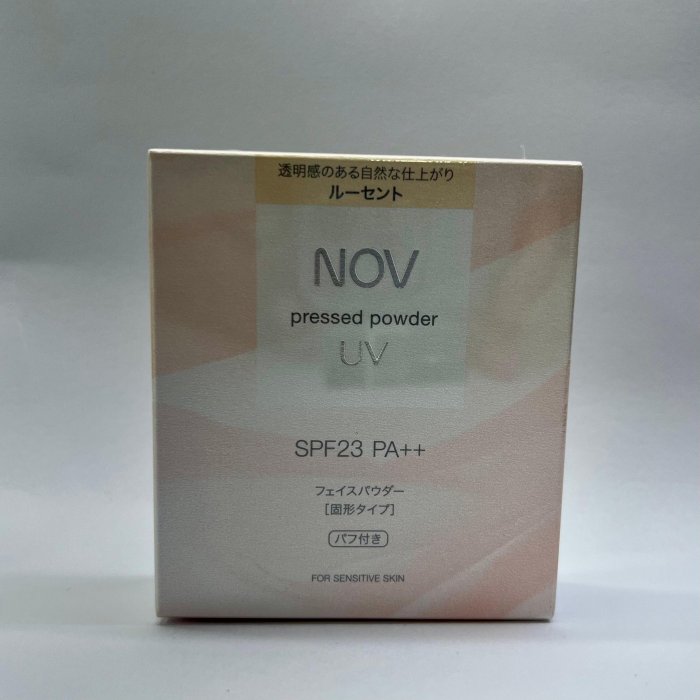 透明感のある自然な仕上がり
ルーセント
NOV
pressed powder
UV
SPF23 PA++
フェイスパウダー
[固形タイプ]
パフ付き
FOR SENSITIVE SKIN